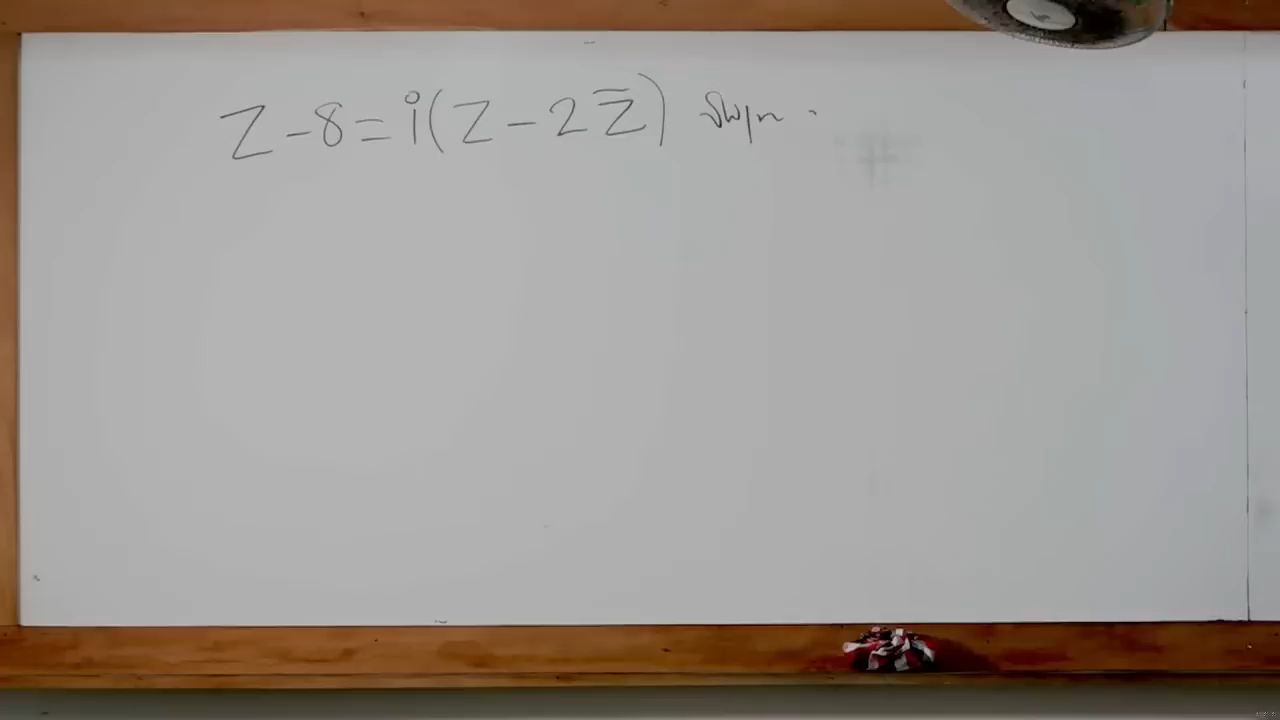 Z - 8 = i(Z - 2Z̄)